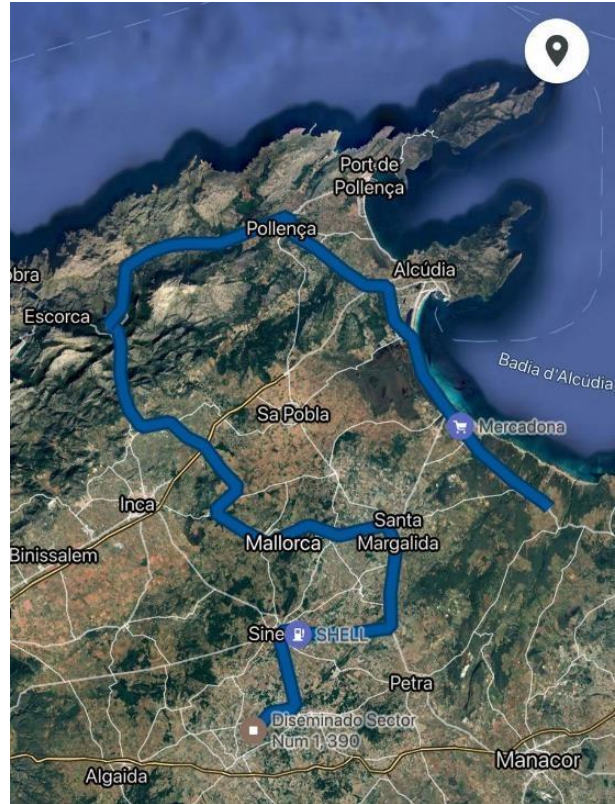 Port de
Pollença
Pollença
Alcúdia
obra
Escorca
Badia d'Alcúdia
Sa Pobla
Mercadona
Inca
Santa
Margalida
Mallorca
Binissalem
Sine
SHELL
Petra
Diseminado Sector
Num 1, 390
Manacor
Algaida